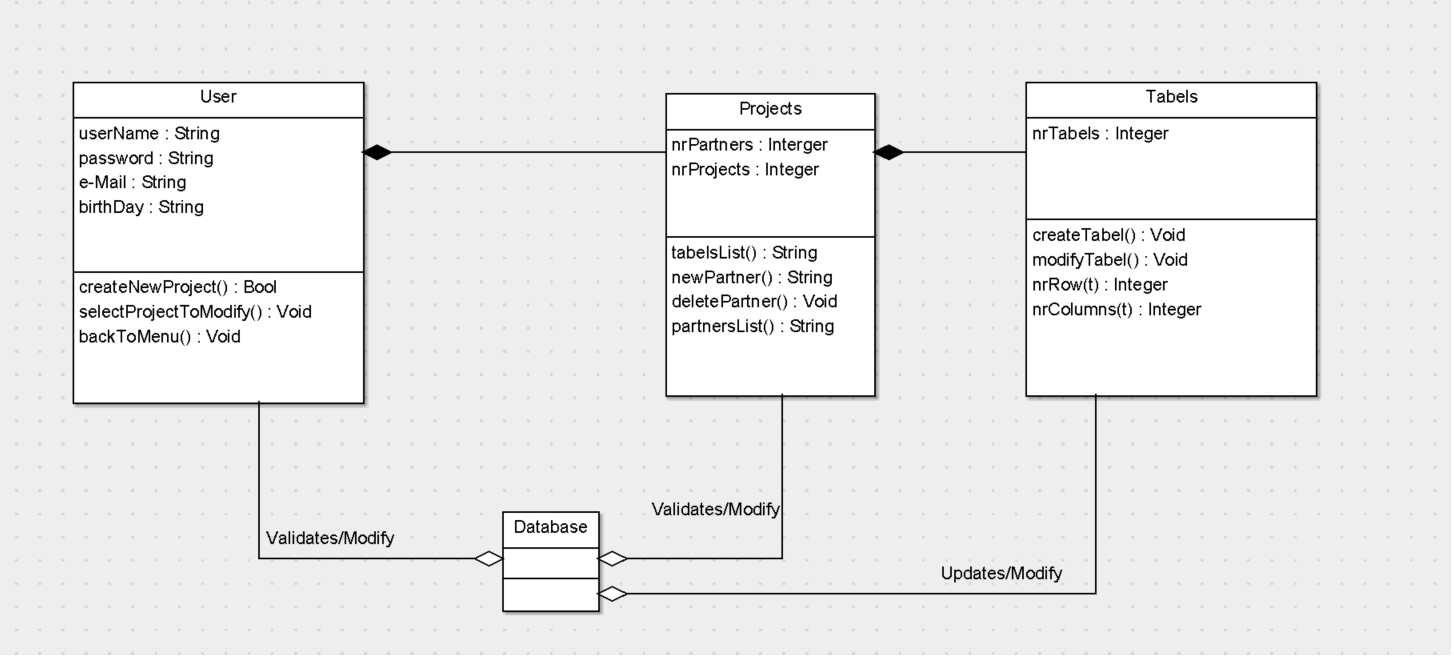 User
userName : String
password : String
e-Mail : String
birthDay : String
createNewProject() : Bool
selectProjectToModify() : Void
backToMenu() : Void
Projects
nrPartners : Interger
nrProjects : Integer
tabelsList() : String
newPartner() : String
deletePartner() : Void
partnersList() : String
Tabels
nrTabels : Integer
createTabel() : Void
modifyTabel() : Void
nrRow(t) : Integer
nrColumns(t) : Integer
Validates/Modify
Database
Validates/Modify
Updates/Modify